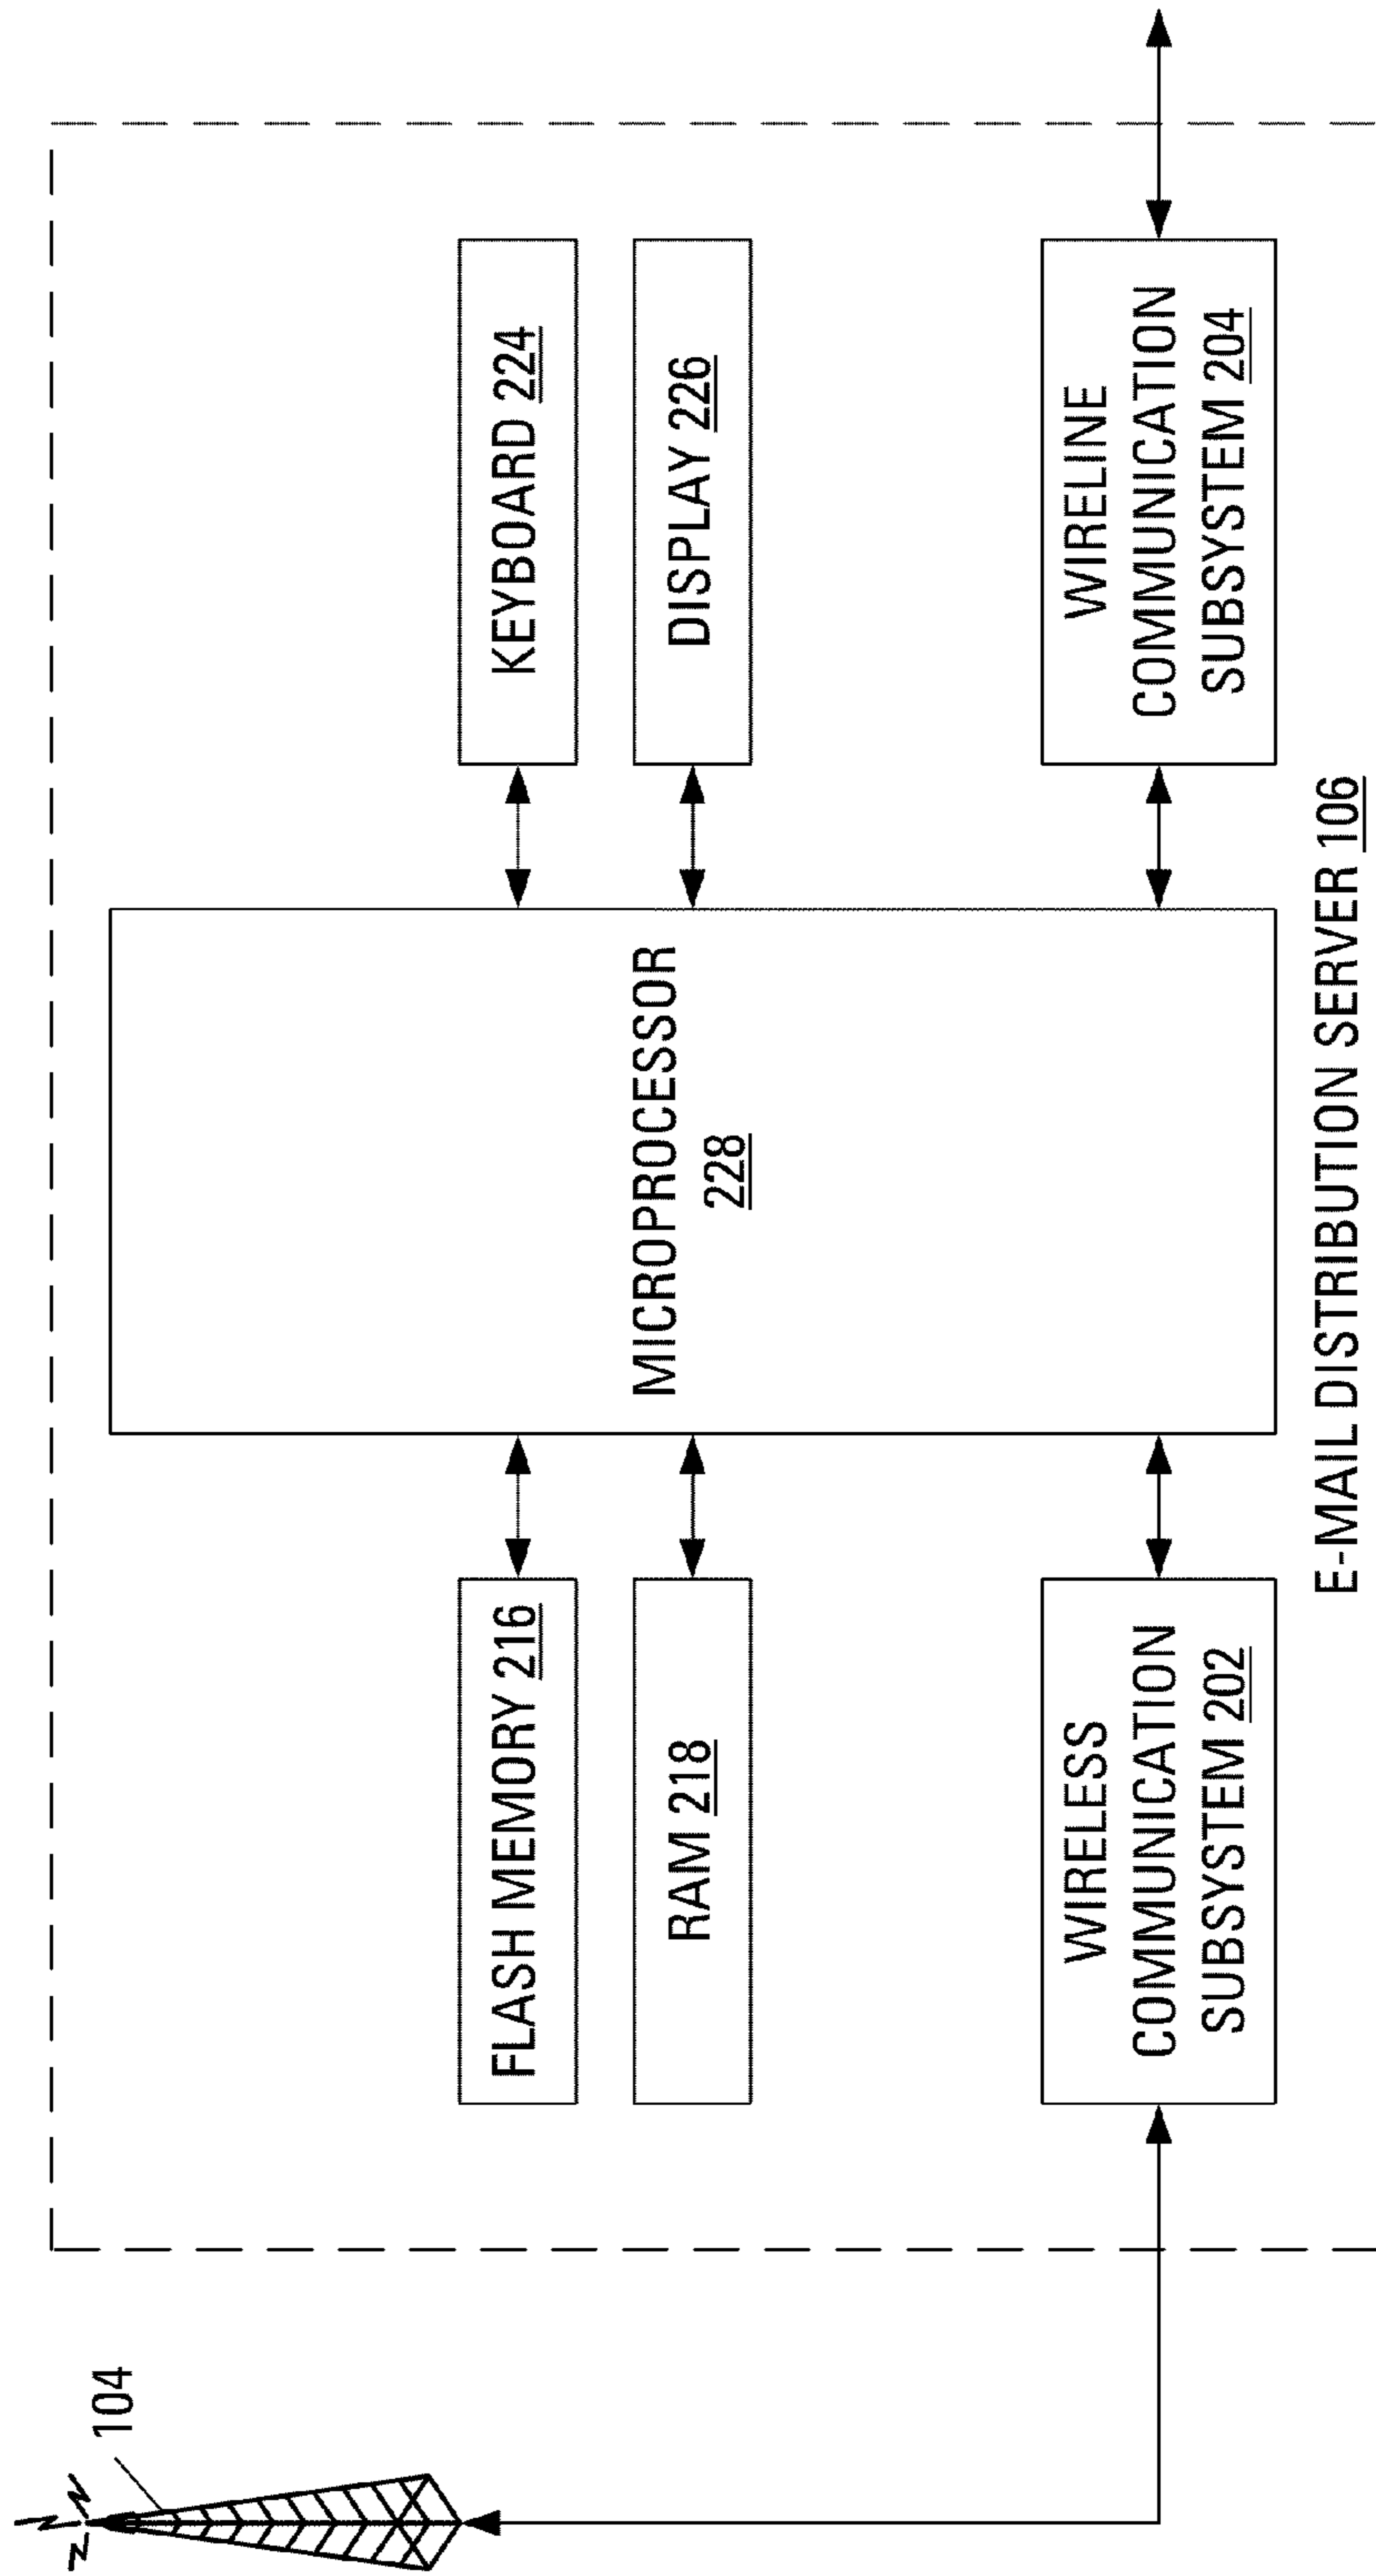 104
FLASH MEMORY 216
RAM 218
WIRELESS
COMMUNICATION
SUBSYSTEM 202
MICROPROCESSOR
228
KEYBOARD 224
DISPLAY 226
WIRELINE
COMMUNICATION
SUBSYSTEM 204
E-MAIL DISTRIBUTION SERVER 106